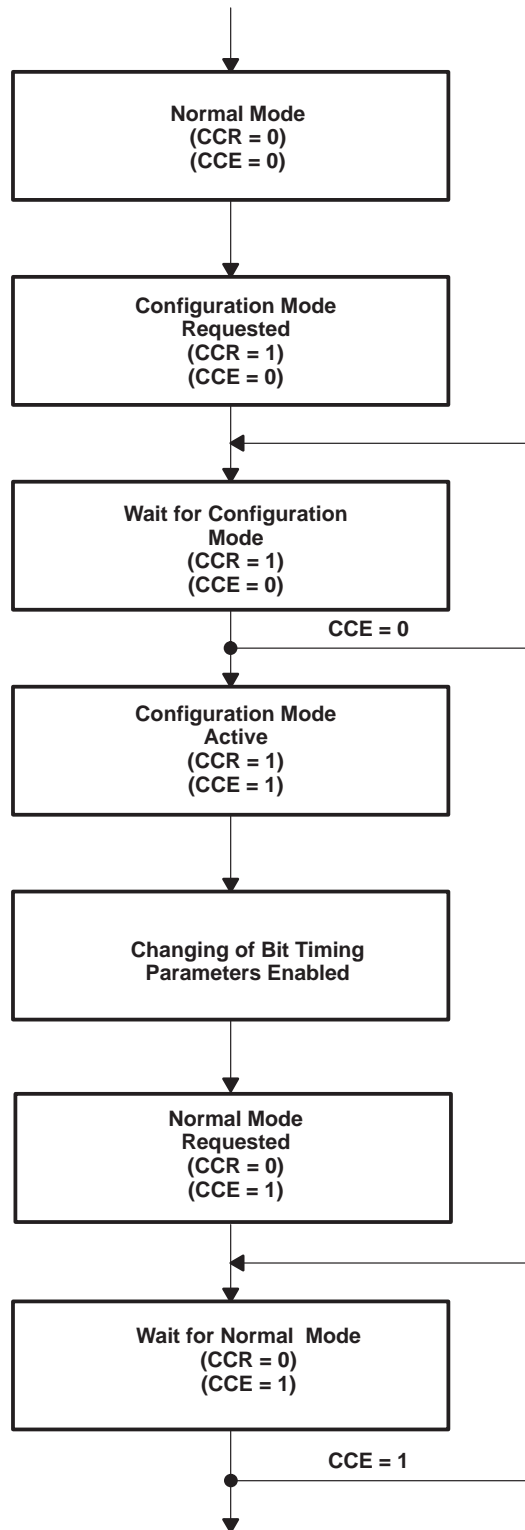 Normal Mode
(CCR = 0)
(CCE = 0)
Configuration Mode
Requested
(CCR = 1)
(CCE = 0)
Wait for Configuration
Mode
(CCR = 1)
(CCE = 0)
CCE = 0
Configuration Mode
Active
(CCR = 1)
(CCE = 1)
Changing of Bit Timing
Parameters Enabled
Normal Mode
Requested
(CCR = 0)
(CCE = 1)
Wait for Normal Mode
(CCR = 0)
(CCE = 1)
CCE = 1